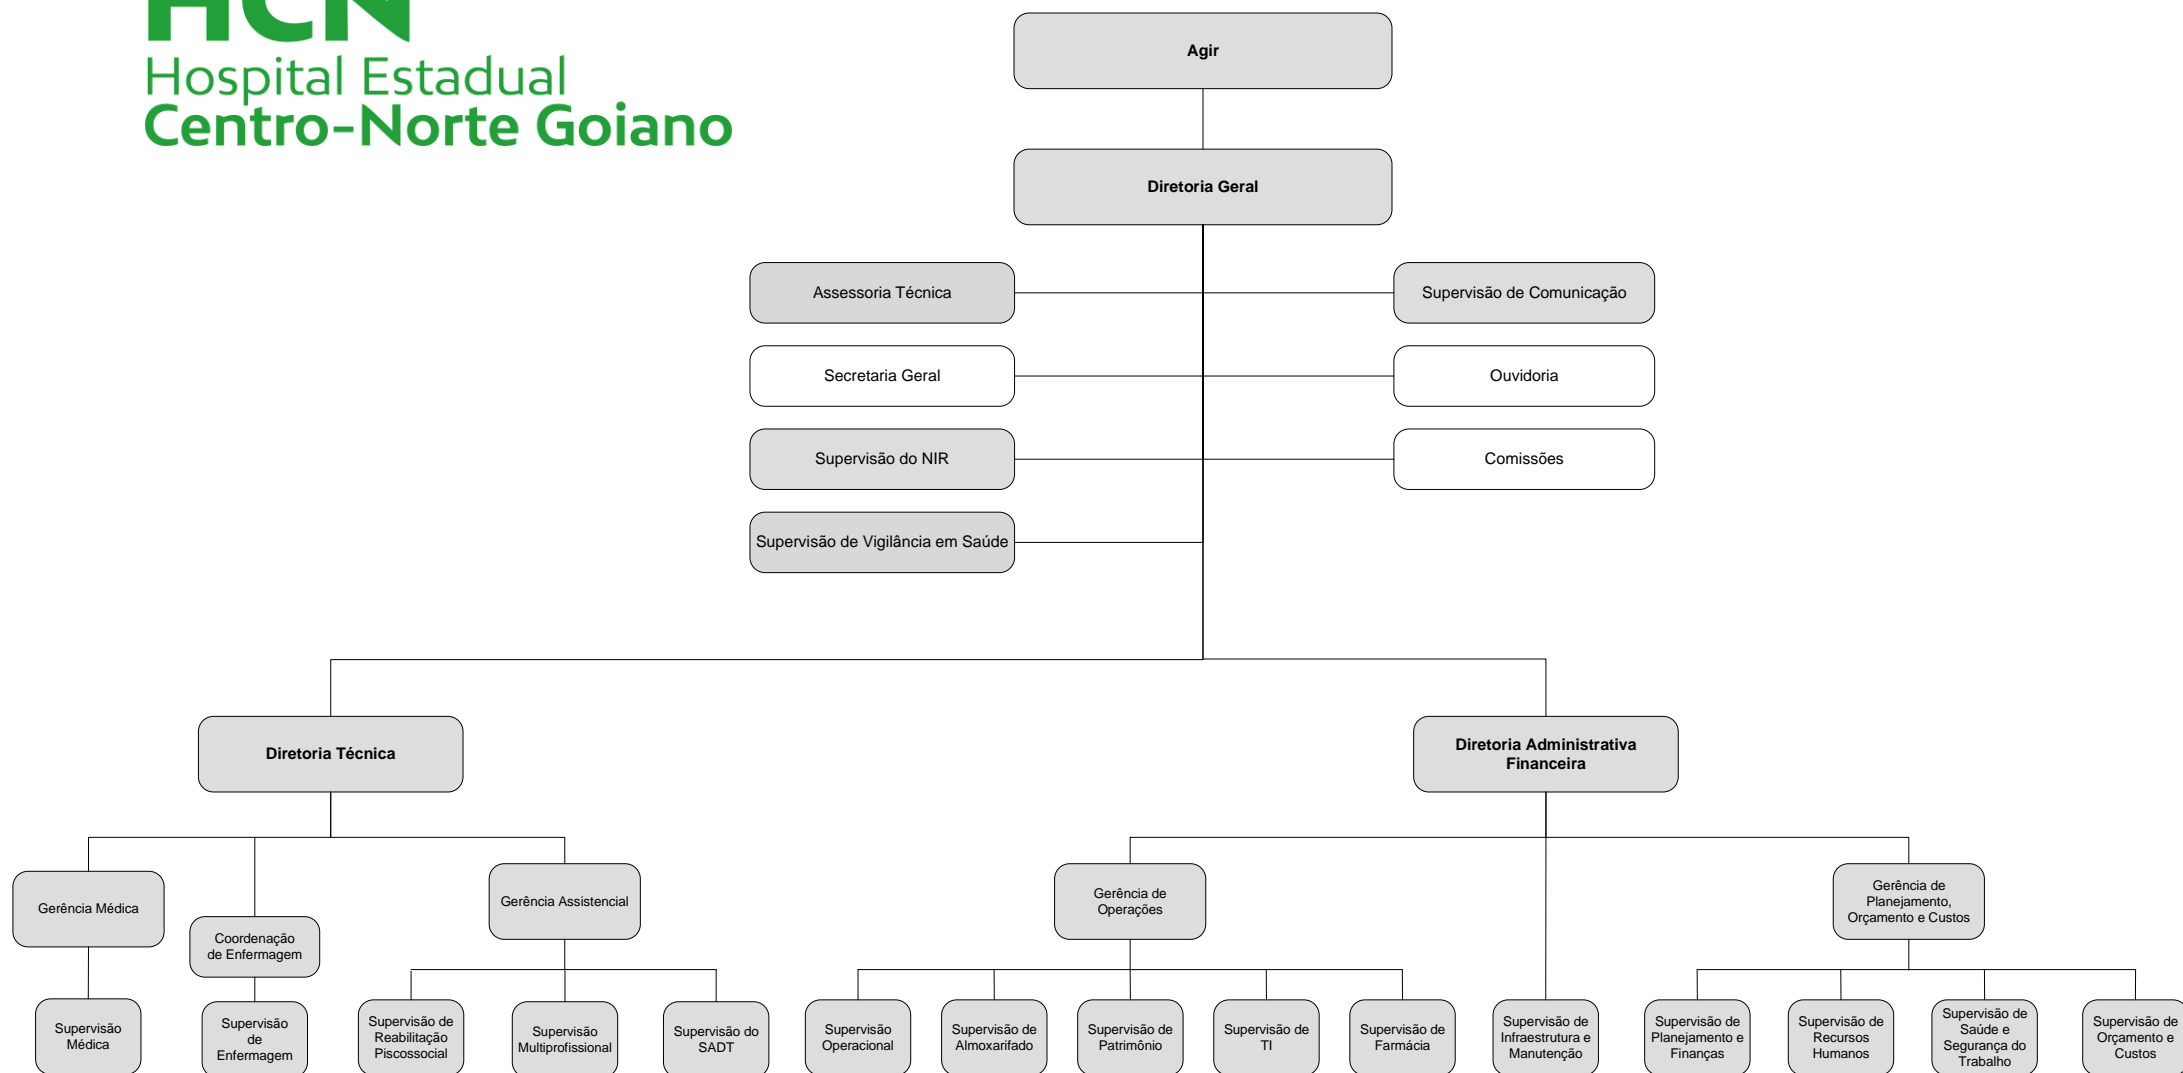 HCN
Hospital Estadual
Centro-Norte Goiano
Agir
Diretoria Geral
Assessoria Técnica
Supervisão de Comunicação
Secretaria Geral
Ouvidoria
Supervisão do NIR
Comissões
Supervisão de Vigilância em Saúde
Diretoria Técnica
Diretoria Administrativa
Financeira
Gerência Médica
Coordenação
de Enfermagem
Gerência Assistencial
Gerência de
Operações
Gerência de
Planejamento,
Orçamento e Custos
Supervisão
Médica
Supervisão
de
Enfermagem
Supervisão de
Reabilitação
Piscossocial
Supervisão
Multiprofissional
Supervisão do
SADT
Supervisão
Operacional
Supervisão de
Almoxarifado
Supervisão de
Patrimônio
Supervisão de
TI
Supervisão de
Farmácia
Supervisão de
Infraestrutura e
Manutenção
Supervisão de
Planejamento e
Finanças
Supervisão de
Recursos
Humanos
Supervisão de
Saúde e
Segurança do
Trabalho
Supervisão de
Orçamento e
Custos